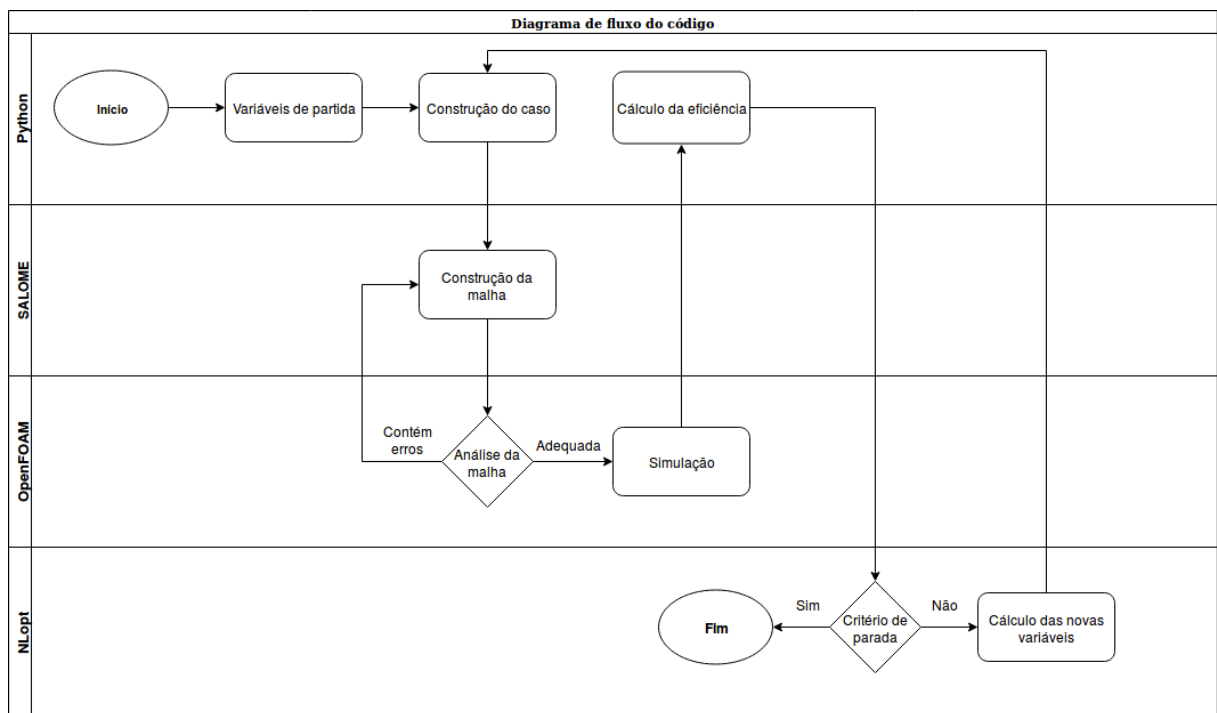 Diagrama de fluxo do código
Python
Início
Variáveis de partida
Construção do caso
Cálculo da eficiência
SALOME
Construção da
malha
OpenFOAM
Contém
erros
Análise da
malha
Adequada
Simulação
NLopt
Fim
Sim
Critério de
parada
Não
Cálculo das novas
variáveis